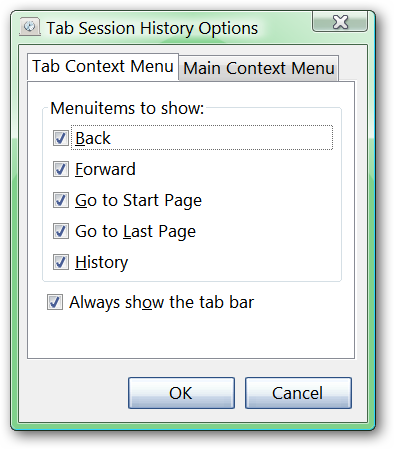 Tab Session History Options
Tab Context Menu Main Context Menu
Menuitems to show:
Back
Forward
Go to Start Page
Go to Last Page
History
Always show the tab bar
OK Cancel